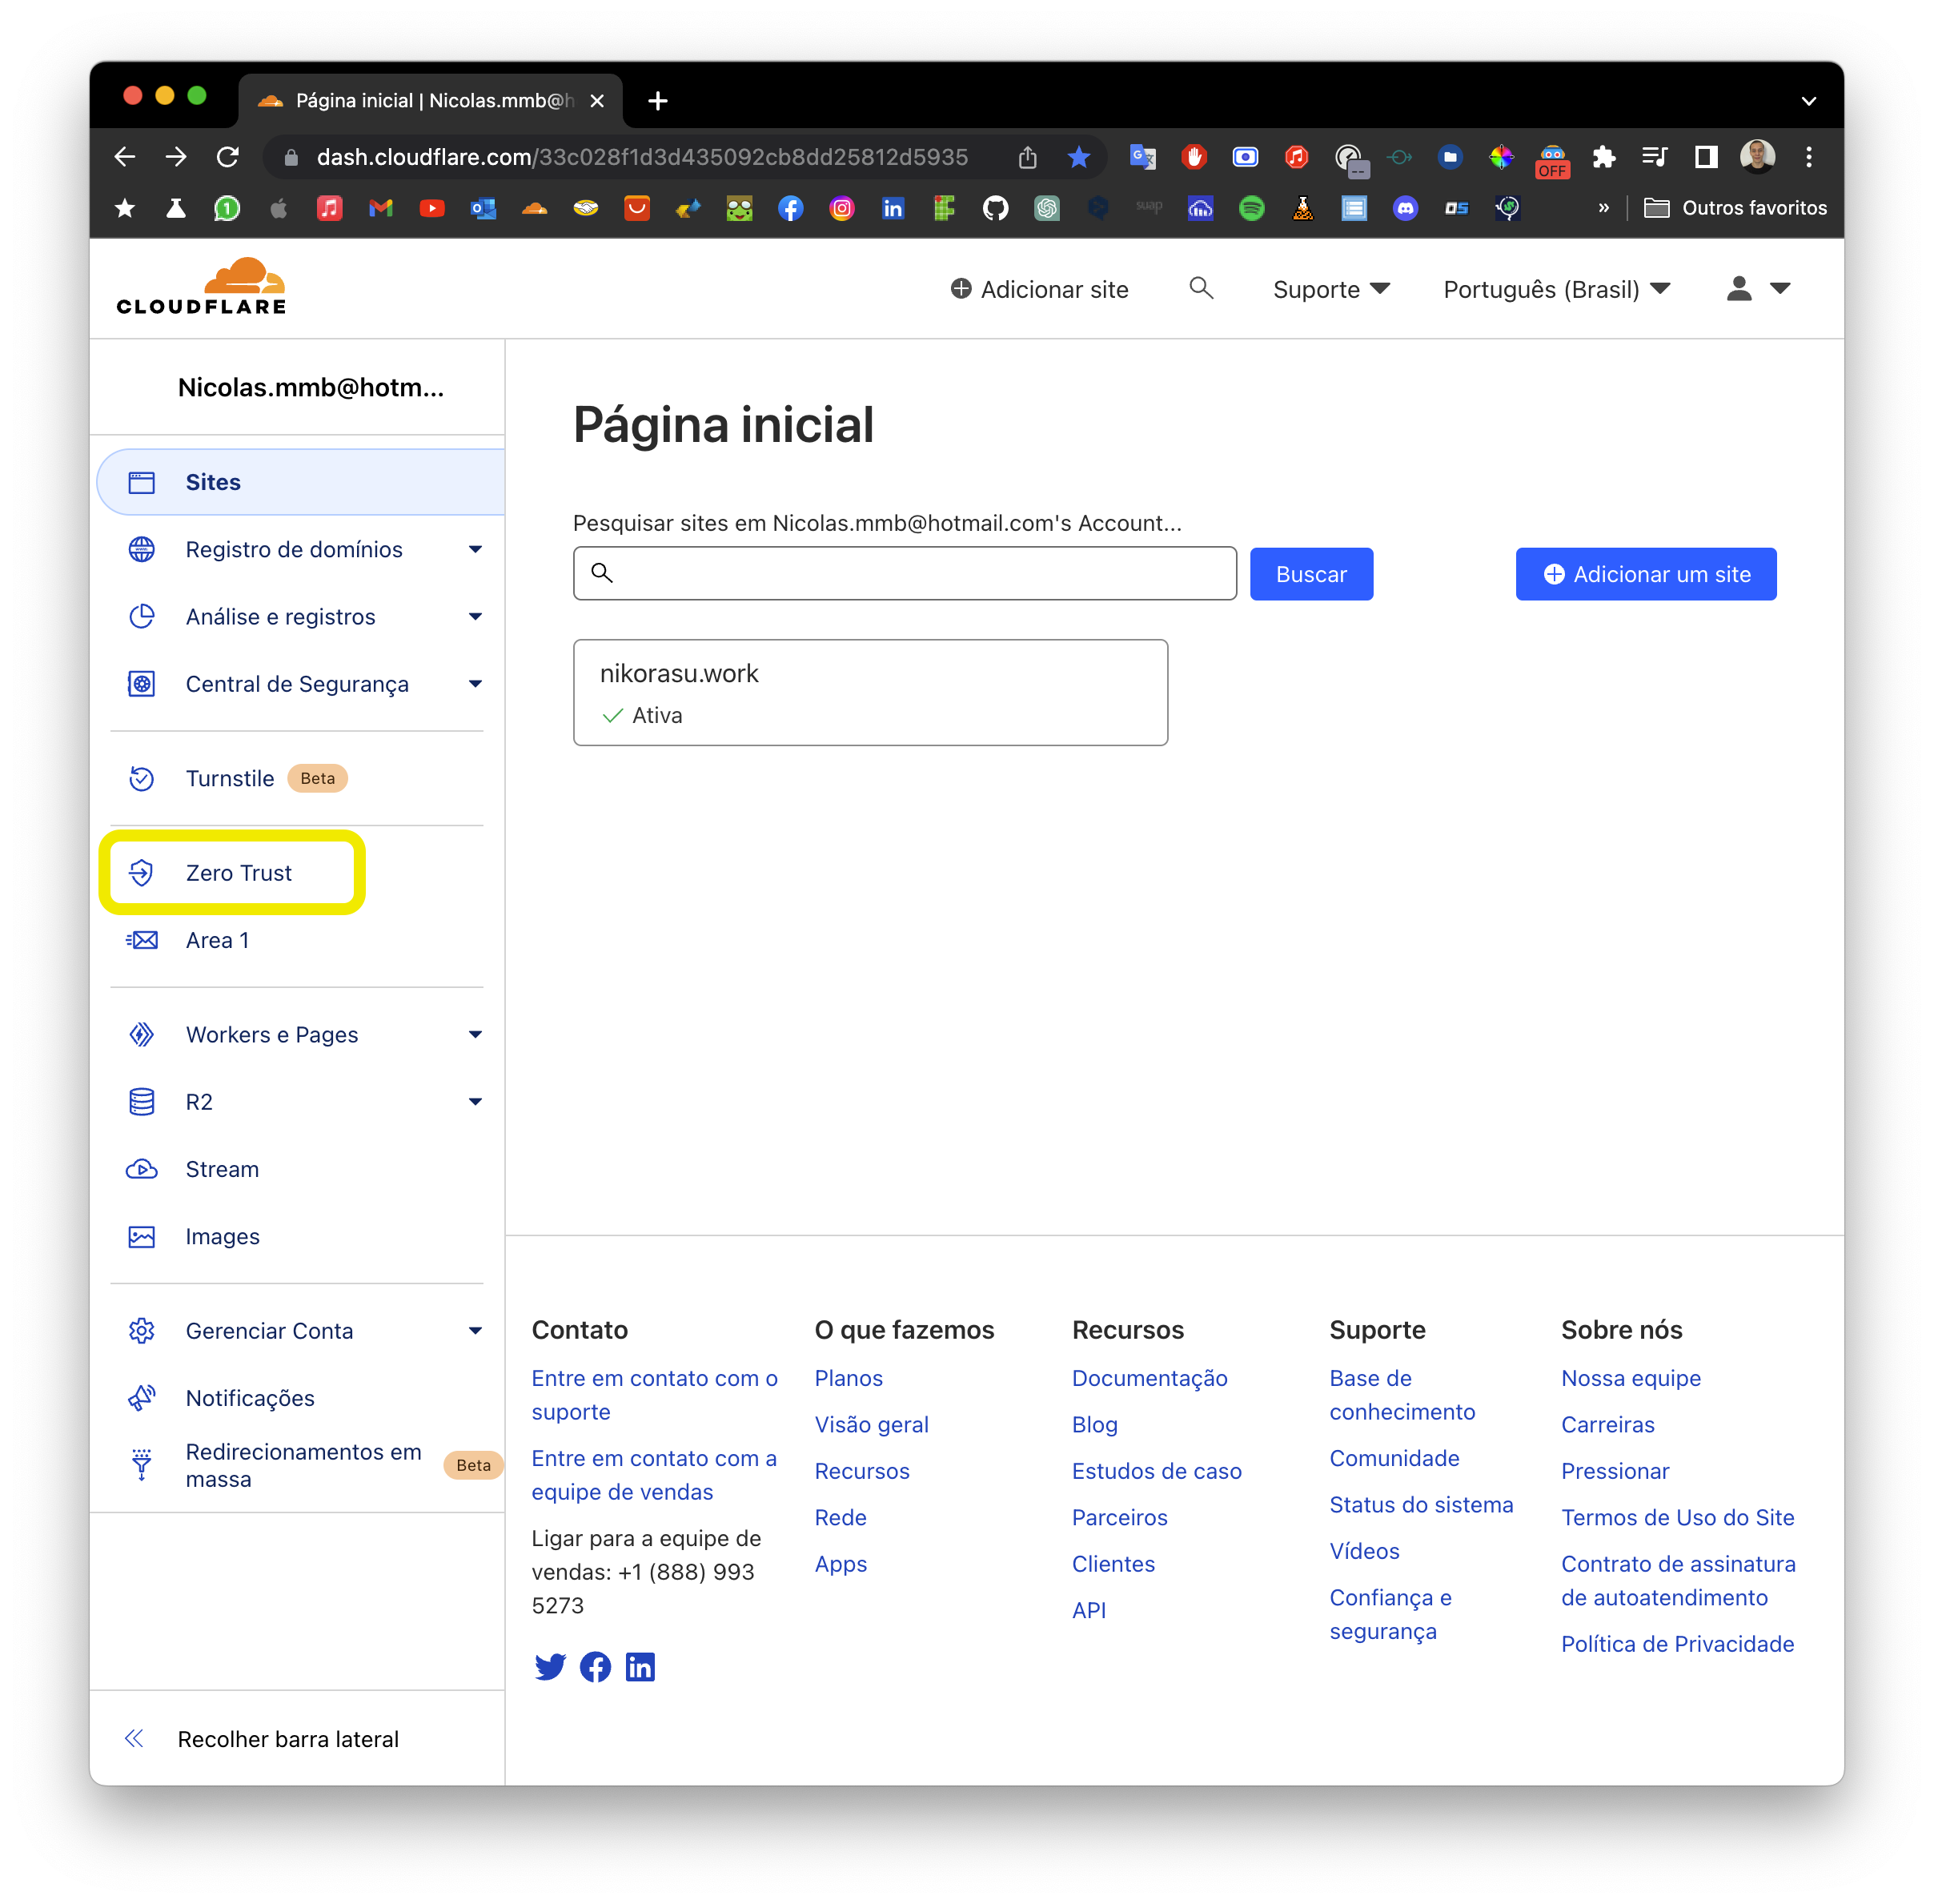 Página inicial | Nicolas.mmb@h
dash.cloudflare.com/33c028f1d3d435092cb8dd25812d5935
OFF
Outros favoritos
CLOUDFLARE
Adicionar site
Suporte
Português (Brasil)
Nicolas.mmb@hotm...
Sites
Registro de domínios
Análise e registros
Central de Segurança
Turnstile Beta
Zero Trust
Area 1
Workers e Pages
R2
Stream
Images
Gerenciar Conta
Notificações
Redirecionamentos em
massa
Beta
Recolher barra lateral
Página inicial
Pesquisar sites em Nicolas.mmb@hotmail.com's Account...
Buscar
Adicionar um site
nikorasu.work
Ativa
Contato
Entre em contato com o
suporte
Entre em contato com a
equipe de vendas
Ligar para a equipe de
vendas: +1 (888) 993
5273
O que fazemos
Planos
Visão geral
Recursos
Rede
Apps
Recursos
Documentação
Blog
Estudos de caso
Parceiros
Clientes
API
Suporte
Base de
conhecimento
Comunidade
Status do sistema
Vídeos
Confiança e
segurança
Sobre nós
Nossa equipe
Carreiras
Pressionar
Termos de Uso do Site
Contrato de assinatura
de autoatendimento
Política de Privacidade